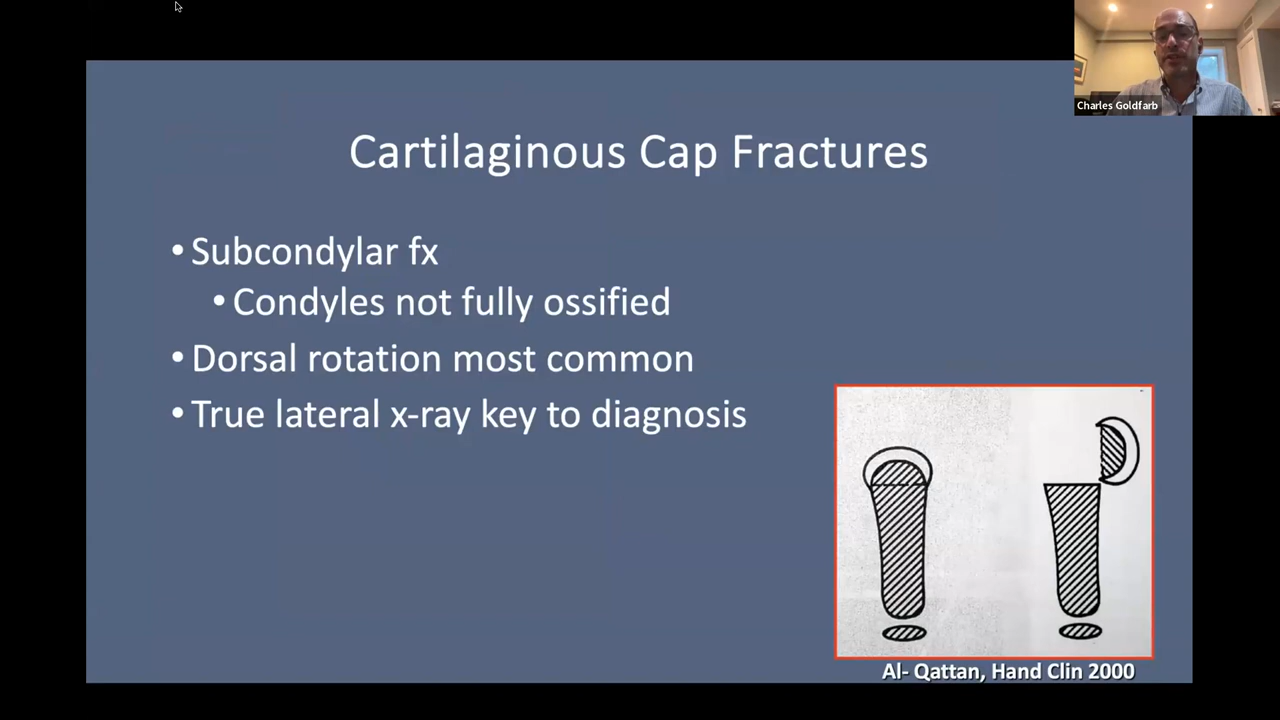 Charles Goldfarb
Cartilaginous Cap Fractures
• Subcondylar fx
• Condyles not fully ossified
• Dorsal rotation most common
• True lateral x-ray key to diagnosis
Al- Qattan, Hand Clin 2000